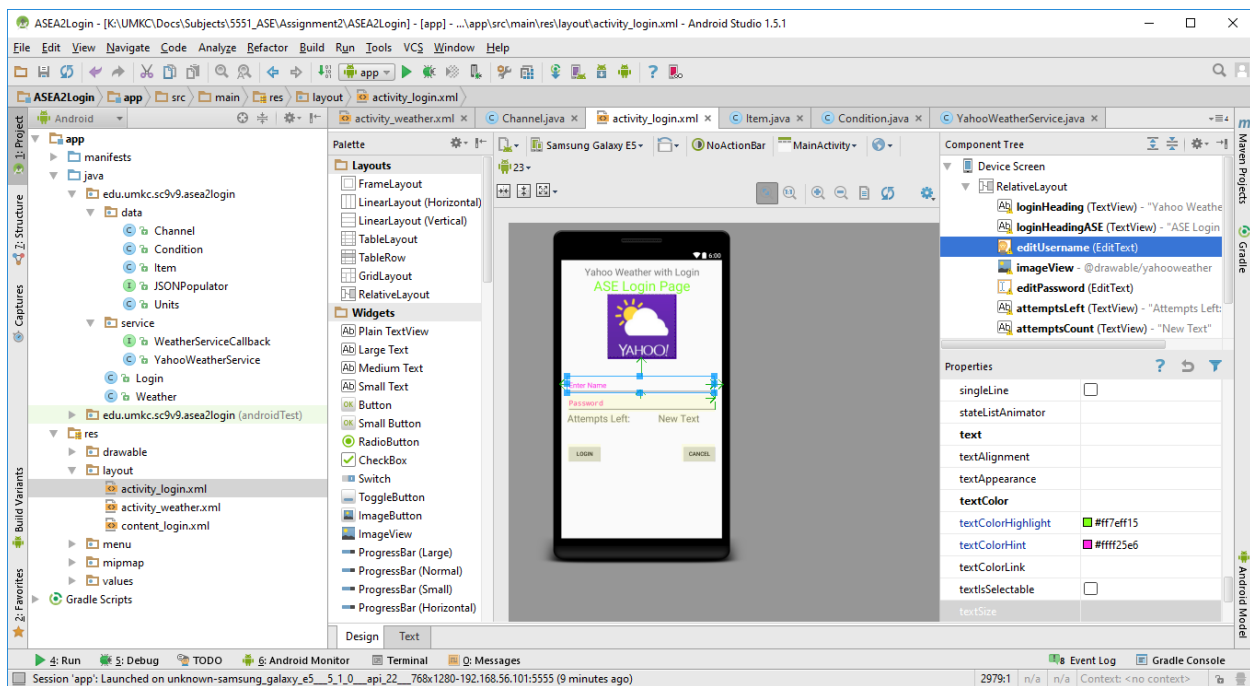 ASEA2Login - [K:\UMKC\Docs\Subjects\5551_ASE\Assignment2\ASEA2Login] - [app] - ...\app\src\main\res\layout\activity_login.xml - Android Studio 1.5.1
File Edit View Navigate Code Analyze Refactor Build Run Tools VCS Window Help
app
ASEA2Login app src main res layout activity_login.xml
Android
activity_weather.xml Channel.java activity_login.xml Item.java Condition.java YahooWeatherService.java
1: Project
Z: Structure
Captures
Build Variants
2: Favorites
app
manifests
java
edu.umkc.sc9v9.asea2login
data
Channel
Condition
Item
JSONPopulator
Units
service
WeatherServiceCallback
YahooWeatherService
Login
Weather
edu.umkc.sc9v9.asea2login (androidTest)
res
drawable
layout
activity_login.xml
activity_weather.xml
content_login.xml
menu
mipmap
values
Gradle Scripts
Palette
Layouts
FrameLayout
LinearLayout (Horizontal)
LinearLayout (Vertical)
TableLayout
TableRow
GridLayout
RelativeLayout
Widgets
Plain TextView
Large Text
Medium Text
Small Text
Button
Small Button
RadioButton
CheckBox
Switch
ToggleButton
ImageButton
ImageView
ProgressBar (Large)
ProgressBar (Normal)
ProgressBar (Small)
ProgressBar (Horizontal)
Design Text
Samsung Galaxy E5 NoActionBar MainActivity
23
6:00
Yahoo Weather with Login
ASE Login Page
YAHOO!
Enter Name
Password
Attempts Left: New Text
LOGIN CANCEL
Component Tree
Device Screen
RelativeLayout
loginHeading (TextView) - "Yahoo Weathe
loginHeadingASE (TextView) - "ASE Login
editUsername (EditText)
imageView - @drawable/yahooweather
editPassword (EditText)
attemptsLeft (TextView) - "Attempts Left:
attemptsCount (TextView) - "New Text"
Properties
singleLine
stateListAnimator
text
textAlignment
textAppearance
textColor
textColorHighlight #ff7eff15
textColorHint #ffff25e6
textColorLink
textIsSelectable
textSize
Maven Projects
Gradle
Android Model
4: Run 5: Debug TODO 6: Android Monitor Terminal 0: Messages Event Log Gradle Console
Session 'app': Launched on unknown-samsung_galaxy_e5__5_1_0__api_22__768x1280-192.168.56.101:5555 (9 minutes ago) 2979:1 n/a n/a Context: <no context>